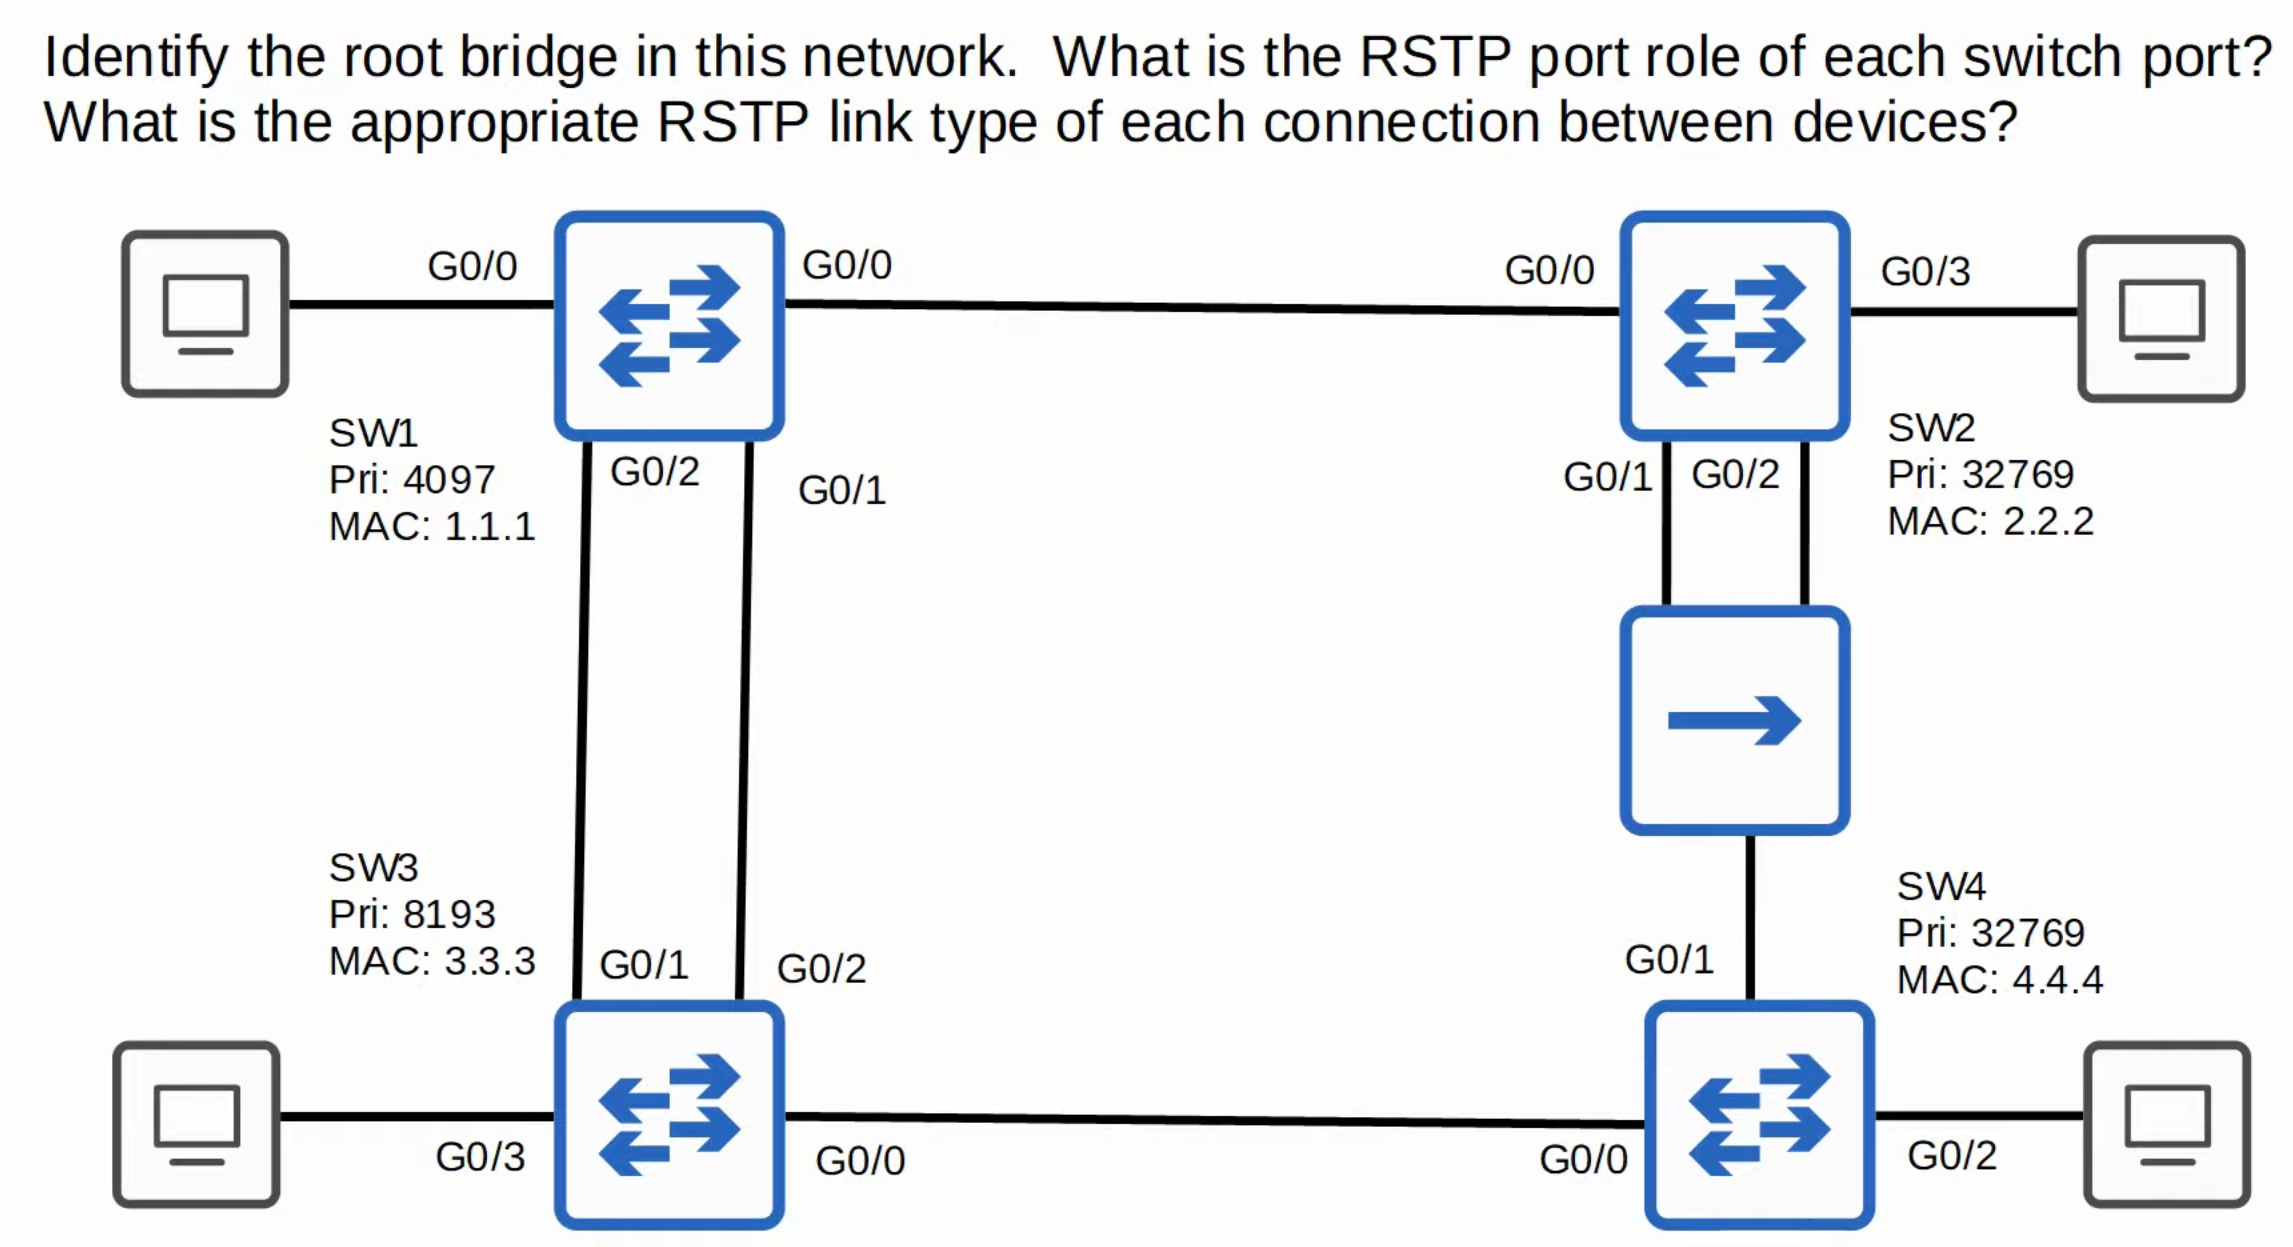 Identify the root bridge in this network.  What is the RSTP port role of each switch port?
What is the appropriate RSTP link type of each connection between devices?
G0/0
G0/0
G0/0
G0/3
SW1
Pri: 4097
MAC: 1.1.1
G0/2
G0/1
G0/1
G0/2
SW2
Pri: 32769
MAC: 2.2.2
SW3
Pri: 8193
MAC: 3.3.3
G0/1
G0/2
G0/1
SW4
Pri: 32769
MAC: 4.4.4
G0/3
G0/0
G0/0
G0/2